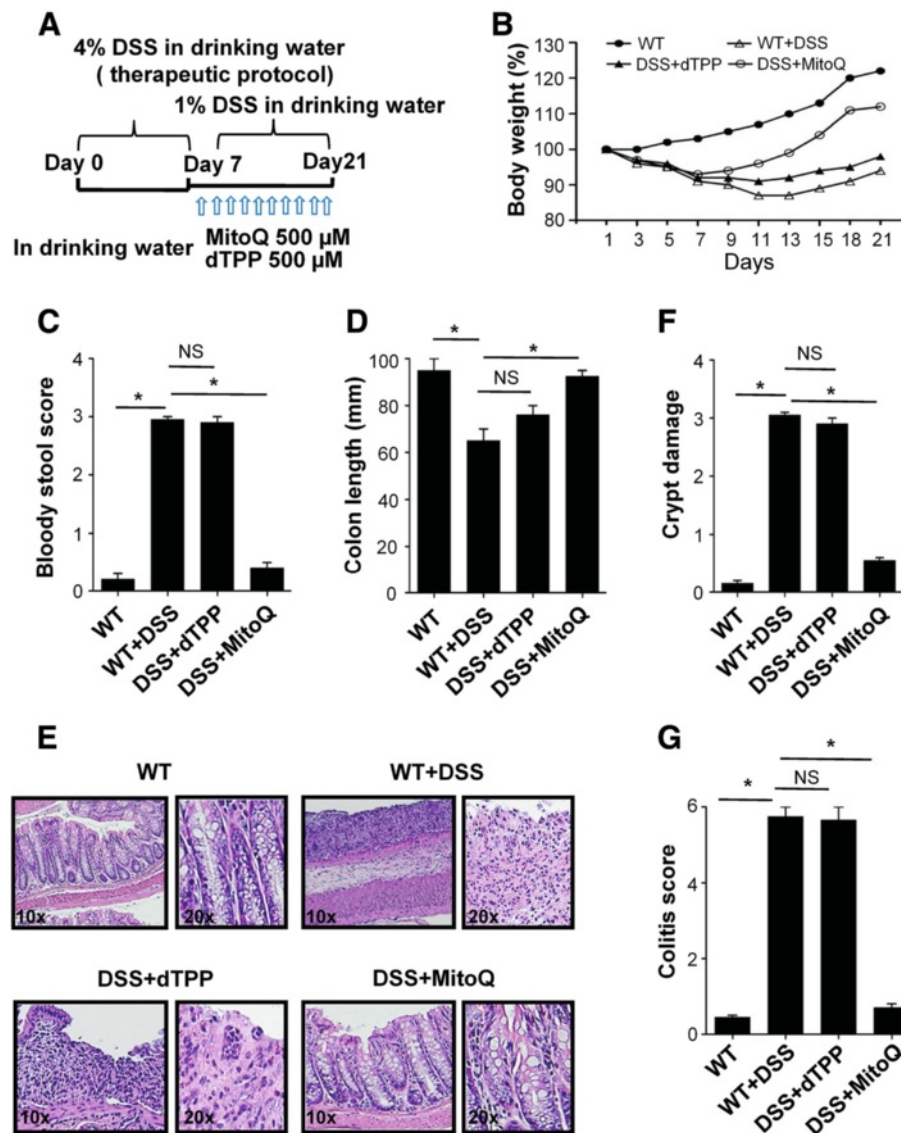 A
4% DSS in drinking water
( therapeutic protocol)
1% DSS in drinking water
Day 0
Day 7
Day21
In drinking water
MitoQ 500 µM
dTPP 500 µM
B
Body weight (%)
130
120
110
100
90
80
WT
WT+DSS
DSS+dTPP
DSS+MitoQ
1 3 5 7 9 11 13 15 18 21
Days
C
Bloody stool score
4
3
2
1
0
*
NS
*
WT
WT+DSS
DSS+dTPP
DSS+MitoQ
D
Colon length (mm)
100
80
60
40
20
0
*
*
NS
WT
WT+DSS
DSS+dTPP
DSS+MitoQ
F
Crypt damage
4
3
2
1
0
*
NS
*
WT
WT+DSS
DSS+dTPP
DSS+MitoQ
E
WT
WT+DSS
10x
20x
10x
20x
DSS+dTPP
DSS+MitoQ
10x
20x
10x
20x
G
Colitis score
6
4
2
0
*
*
NS
WT
WT+DSS
DSS+dTPP
DSS+MitoQ